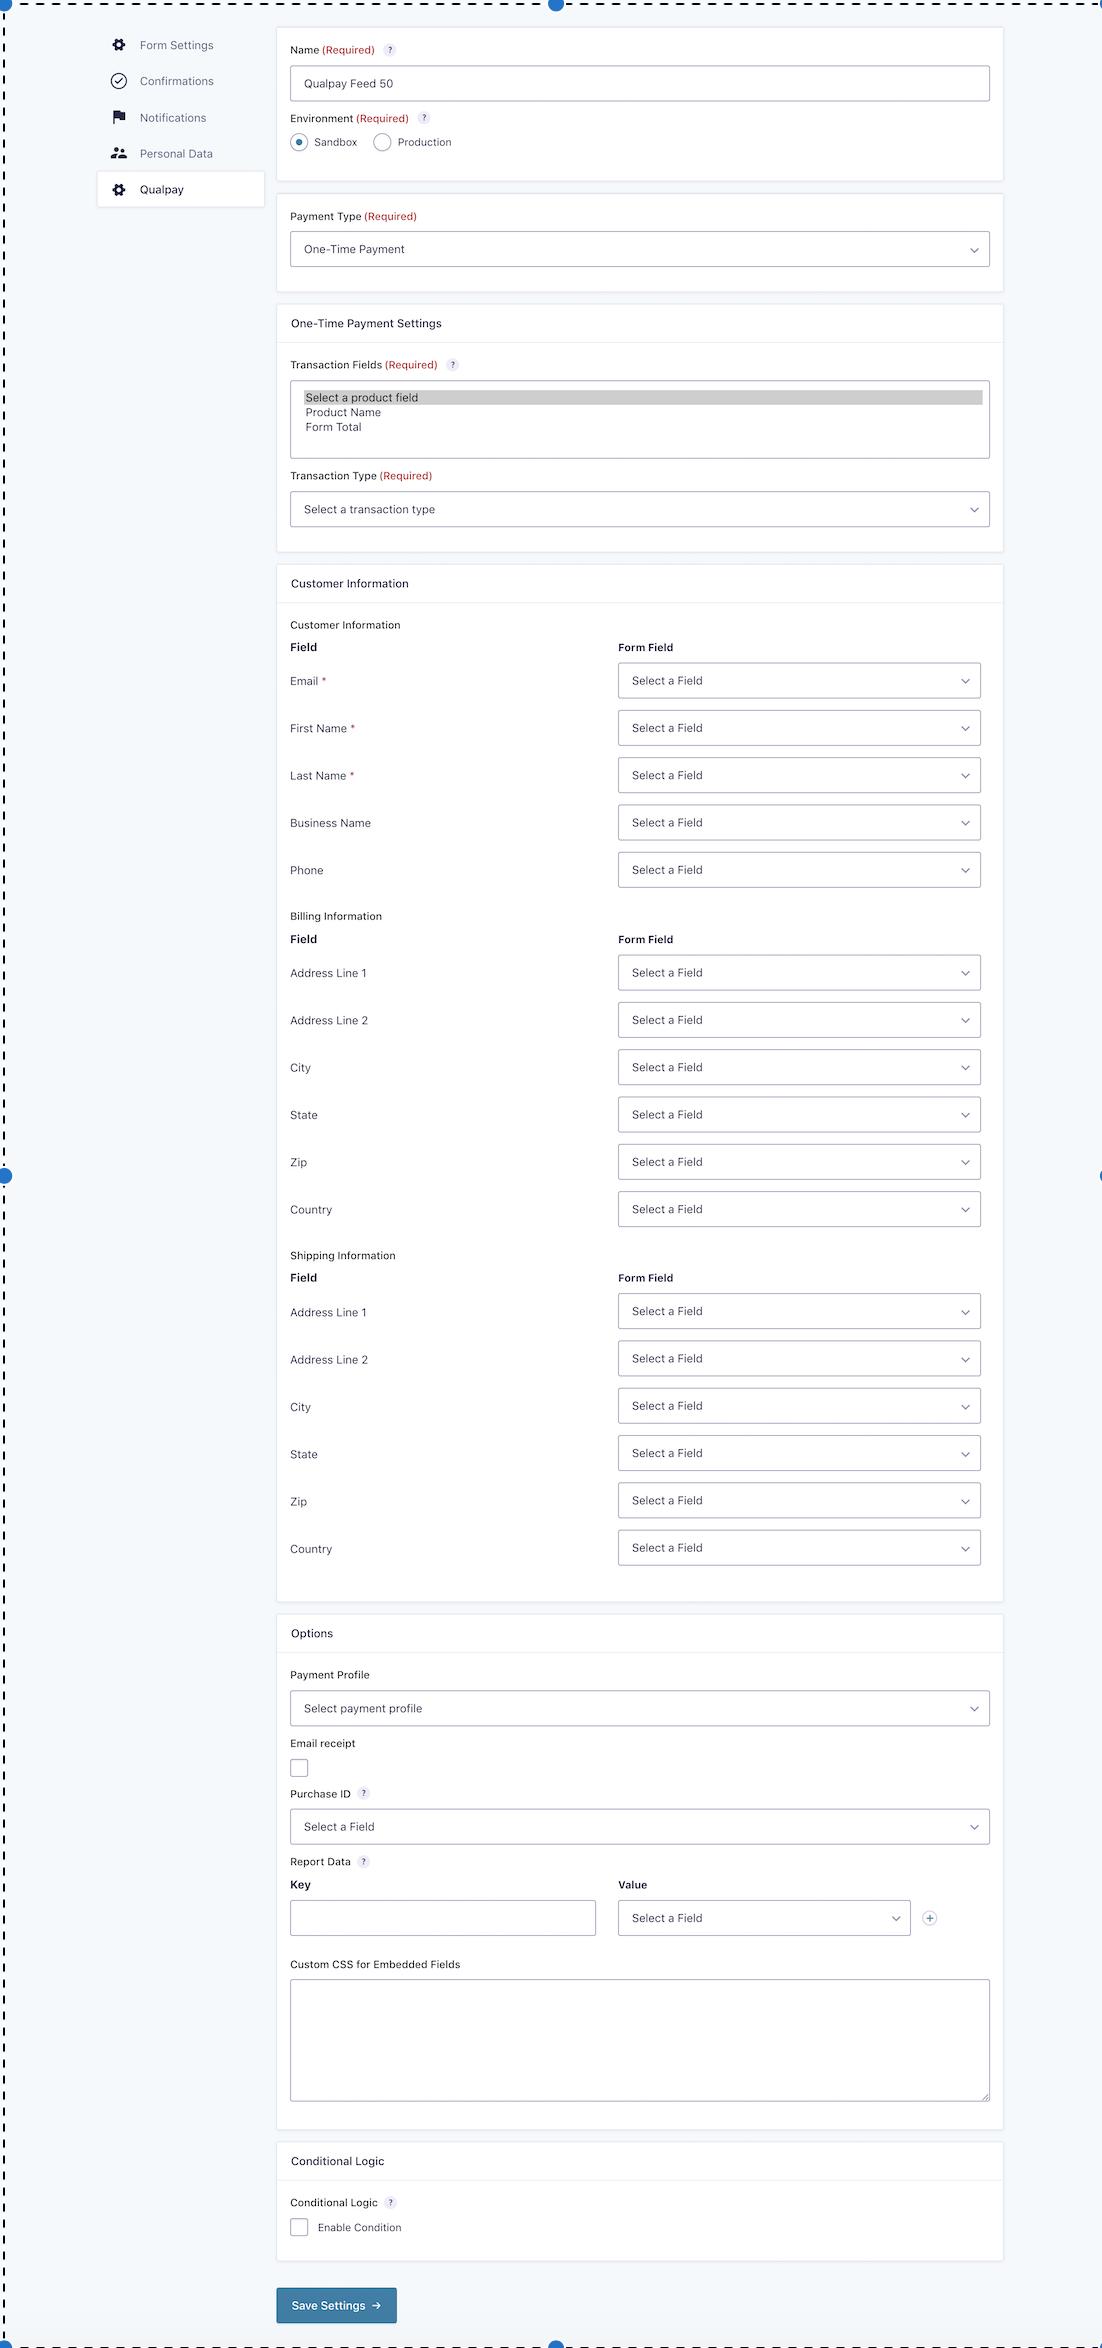 Form Settings
Confirmations
Notifications
Personal Data
Qualpay
Name (Required) ?
Qualpay Feed 50
Environment (Required) ?
Sandbox Production
Payment Type (Required)
One-Time Payment
One-Time Payment Settings
Transaction Fields (Required) ?
Select a product field
Product Name
Form Total
Transaction Type (Required)
Select a transaction type
Customer Information
Customer Information
Field Form Field
Email * Select a Field
First Name * Select a Field
Last Name * Select a Field
Business Name Select a Field
Phone Select a Field
Billing Information
Field Form Field
Address Line 1 Select a Field
Address Line 2 Select a Field
City Select a Field
State Select a Field
Zip Select a Field
Country Select a Field
Shipping Information
Field Form Field
Address Line 1 Select a Field
Address Line 2 Select a Field
City Select a Field
State Select a Field
Zip Select a Field
Country Select a Field
Options
Payment Profile
Select payment profile
Email receipt
Purchase ID ?
Select a Field
Report Data ?
Key Value
Select a Field
Custom CSS for Embedded Fields
Conditional Logic
Conditional Logic ?
Enable Condition
Save Settings →